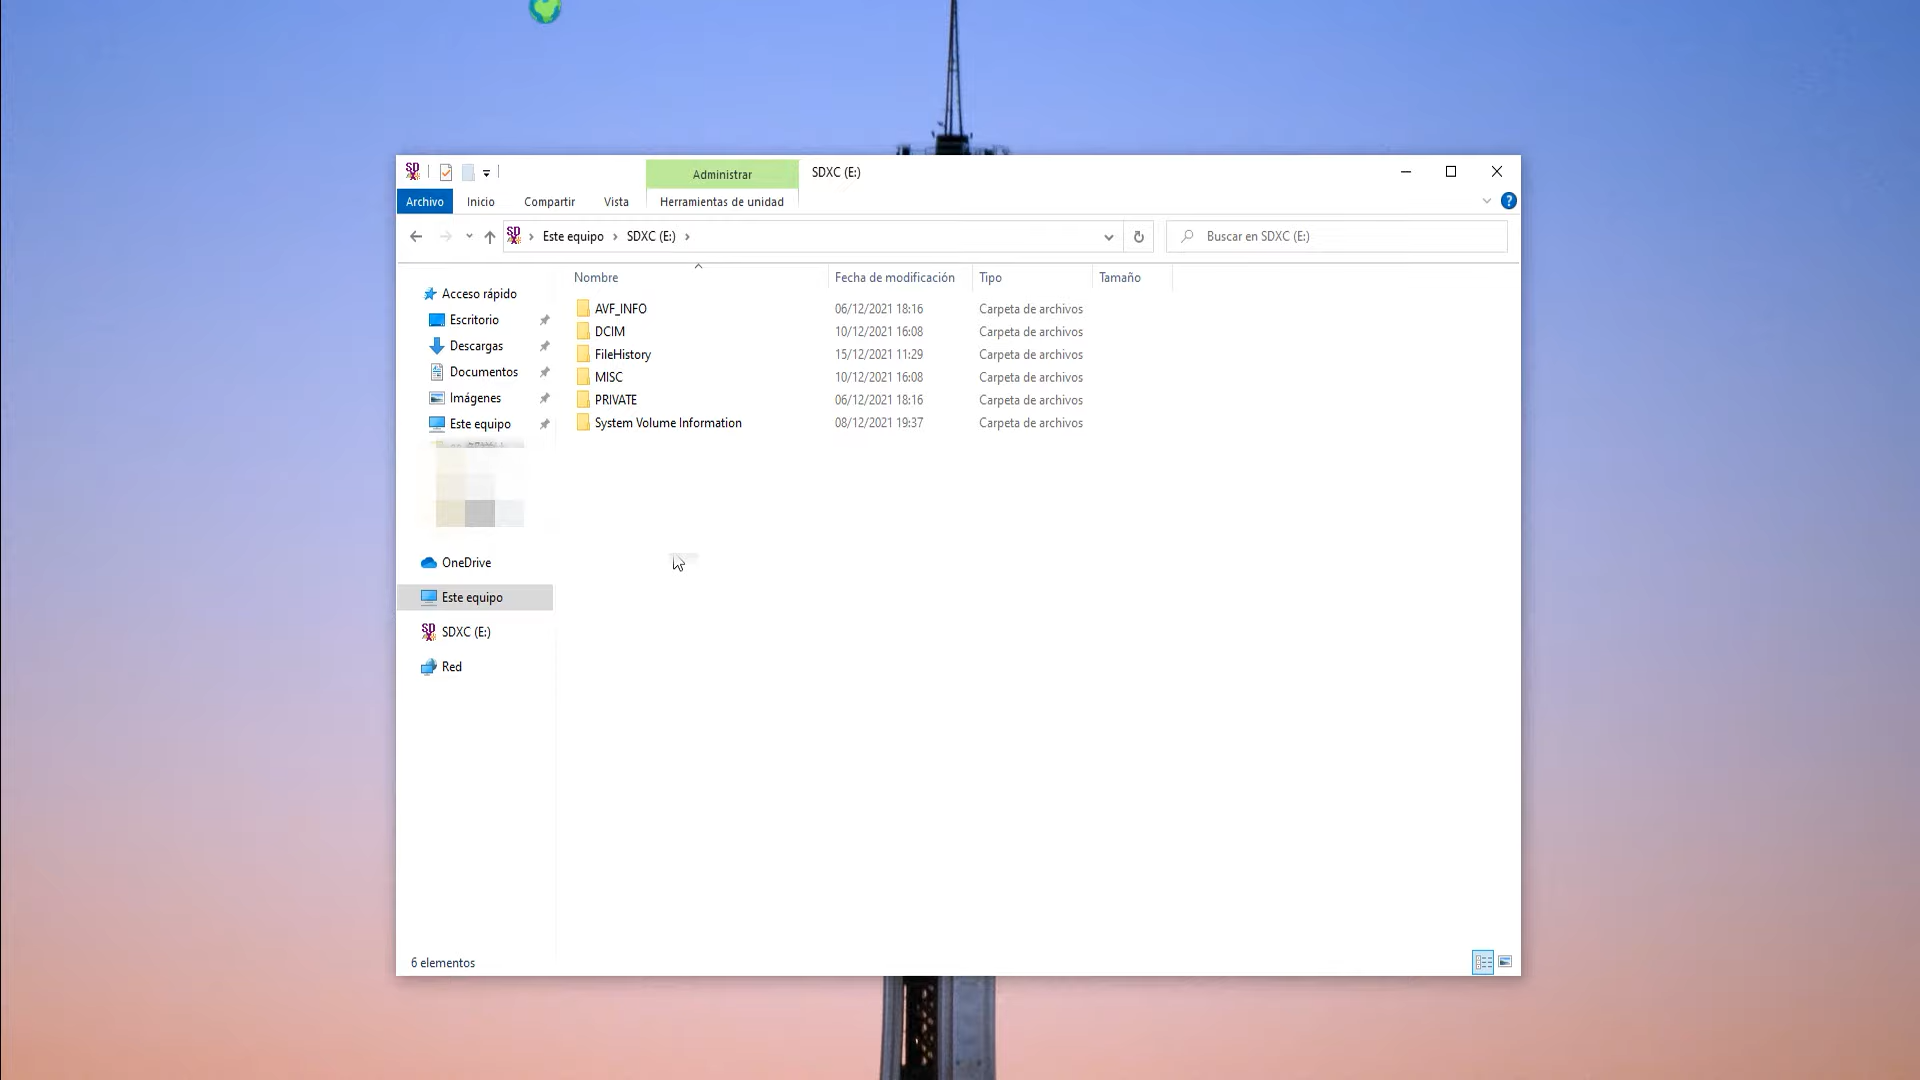 Administrar
SDXC (E:)
Archivo
Inicio
Compartir
Vista
Herramientas de unidad
Este equipo
SDXC (E:)
Buscar en SDXC (E:)
Nombre
Fecha de modificación
Tipo
Tamaño
Acceso rápido
Escritorio
Descargas
Documentos
Imágenes
Este equipo
OneDrive
Este equipo
SDXC (E:)
Red
AVF_INFO 06/12/2021 18:16 Carpeta de archivos
DCIM 10/12/2021 16:08 Carpeta de archivos
FileHistory 15/12/2021 11:29 Carpeta de archivos
MISC 10/12/2021 16:08 Carpeta de archivos
PRIVATE 06/12/2021 18:16 Carpeta de archivos
System Volume Information 08/12/2021 19:37 Carpeta de archivos
6 elementos